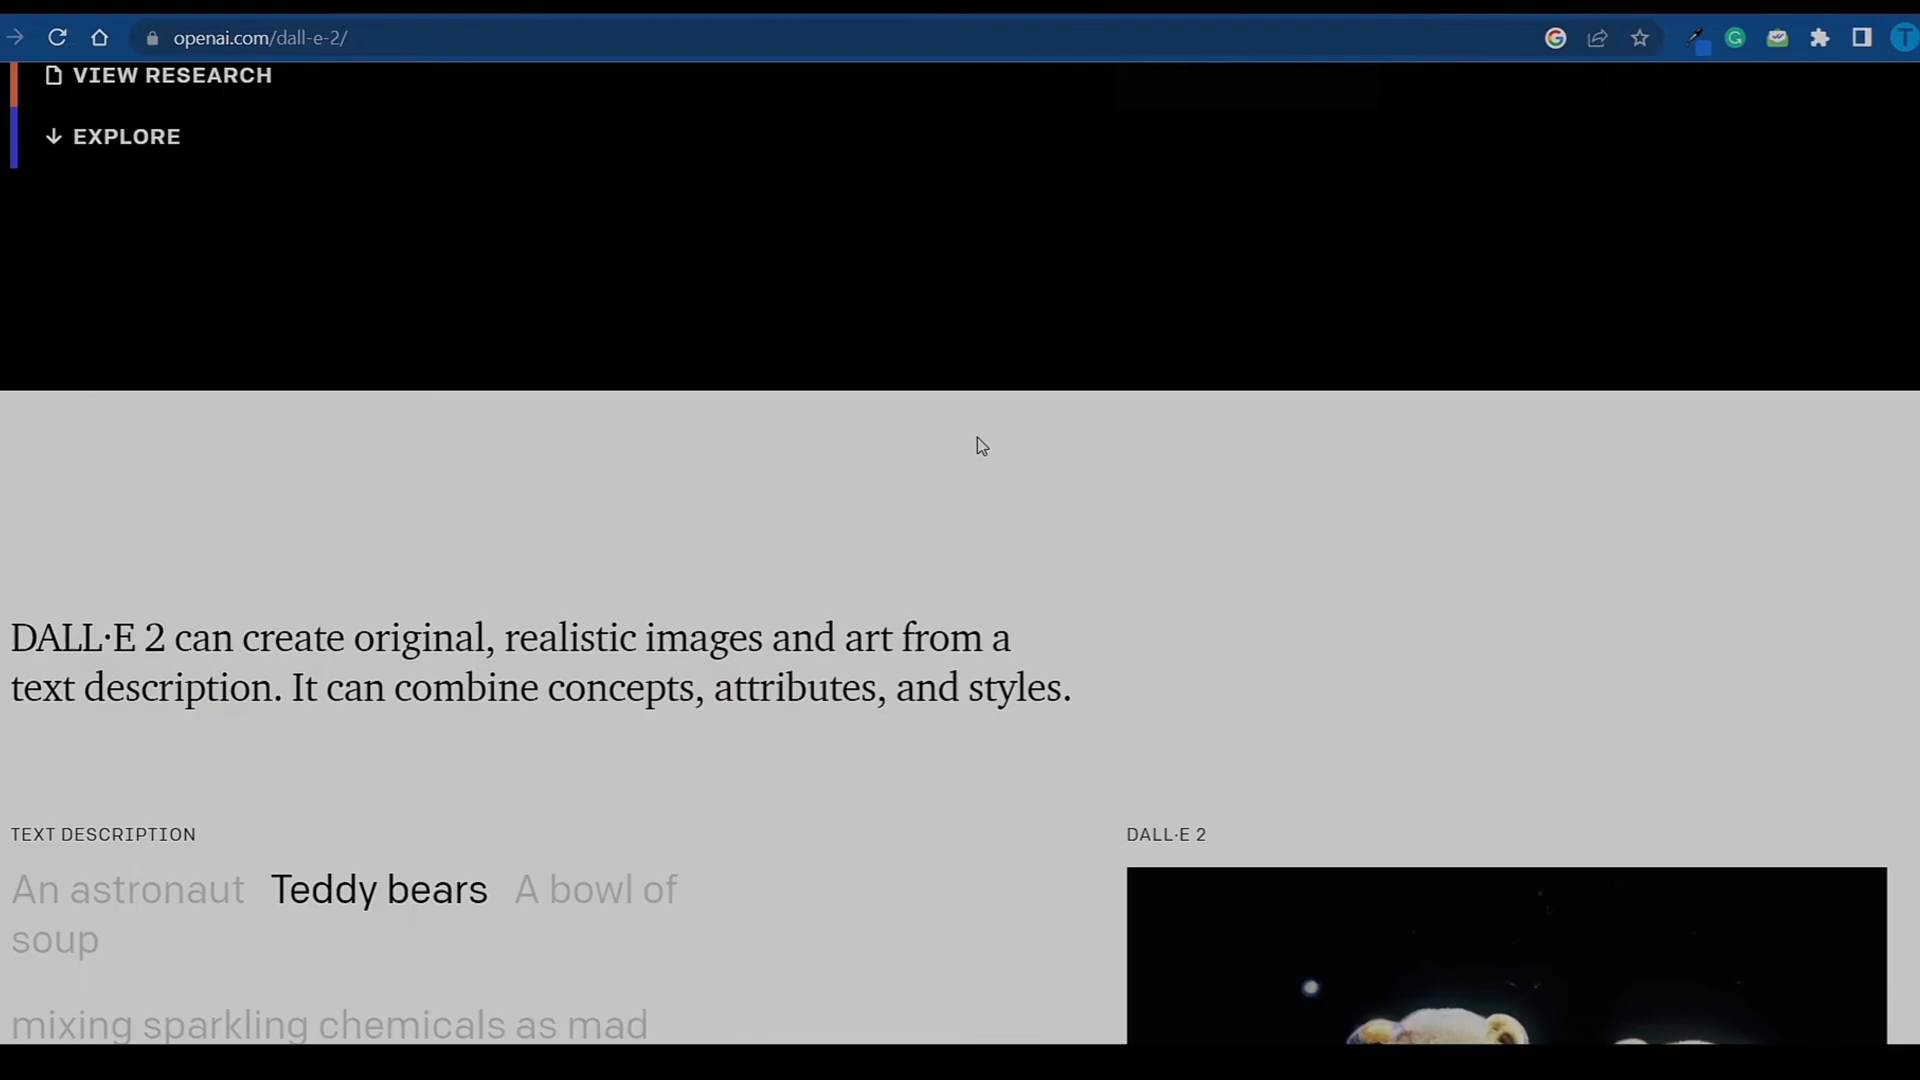 openai.com/dall-e-2/
T
VIEW RESEARCH
EXPLORE
DALL·E 2 can create original, realistic images and art from a
text description. It can combine concepts, attributes, and styles.
TEXT DESCRIPTION
DALL·E 2
An astronaut Teddy bears A bowl of
soup
mixing sparkling chemicals as mad